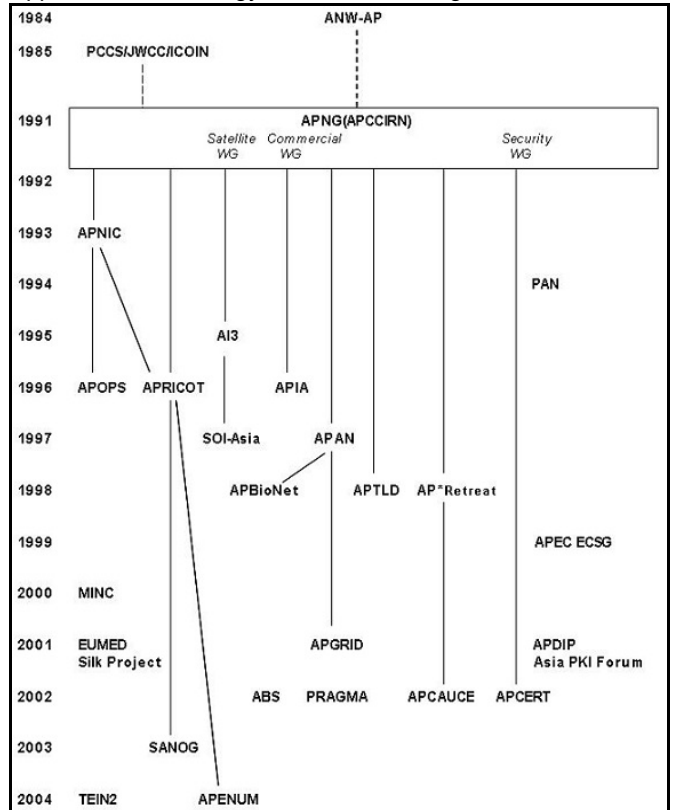 1984 ANW-AP
1985 PCCS/JWCC/ICOIN
1991 APNG(APCCIRN)
Satellite WG Commercial WG Security WG
1992
1993 APNIC
1994 PAN
1995 AI3
1996 APOPS APRICOT APIA
1997 SOI-Asia APAN
1998 APBioNet APTLD AP*Retreat
1999 APEC ECSG
2000 MINC
2001 EUMED APGRID APDIP
Silk Project Asia PKI Forum
2002 ABS PRAGMA APCAUCE APCERT
2003 SANOG
2004 TEIN2 APENUM